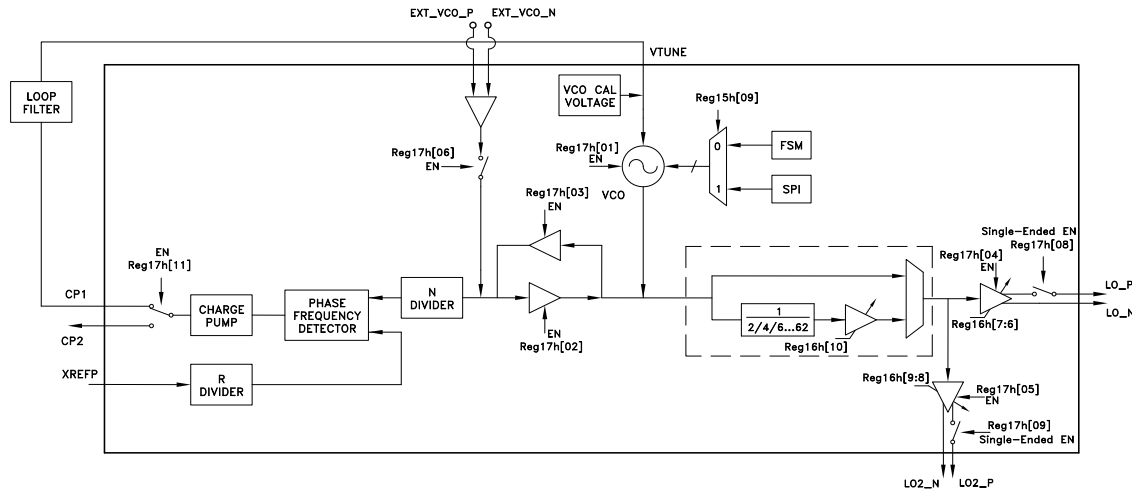 EXT_VCO_P EXT_VCO_N
VTUNE
LOOP
FILTER
VCO CAL
VOLTAGE
Reg15h[09]
Reg17h[06]
EN
Reg17h[01]
EN
0
FSM
1
SPI
VCO
Reg17h[03]
EN
Single-Ended EN
Reg17h[08]
Reg17h[04]
EN
EN
Reg17h[11]
CP1
CHARGE
PUMP
PHASE
FREQUENCY
DETECTOR
N
DIVIDER
LO_P
LO_N
1
2/4/6...62
Reg16h[7:6]
CP2
EN
Reg17h[02]
Reg16h[10]
XREFP
R
DIVIDER
Reg16h[9:8]
Reg17h[05]
EN
Reg17h[09]
Single-Ended EN
LO2_N LO2_P